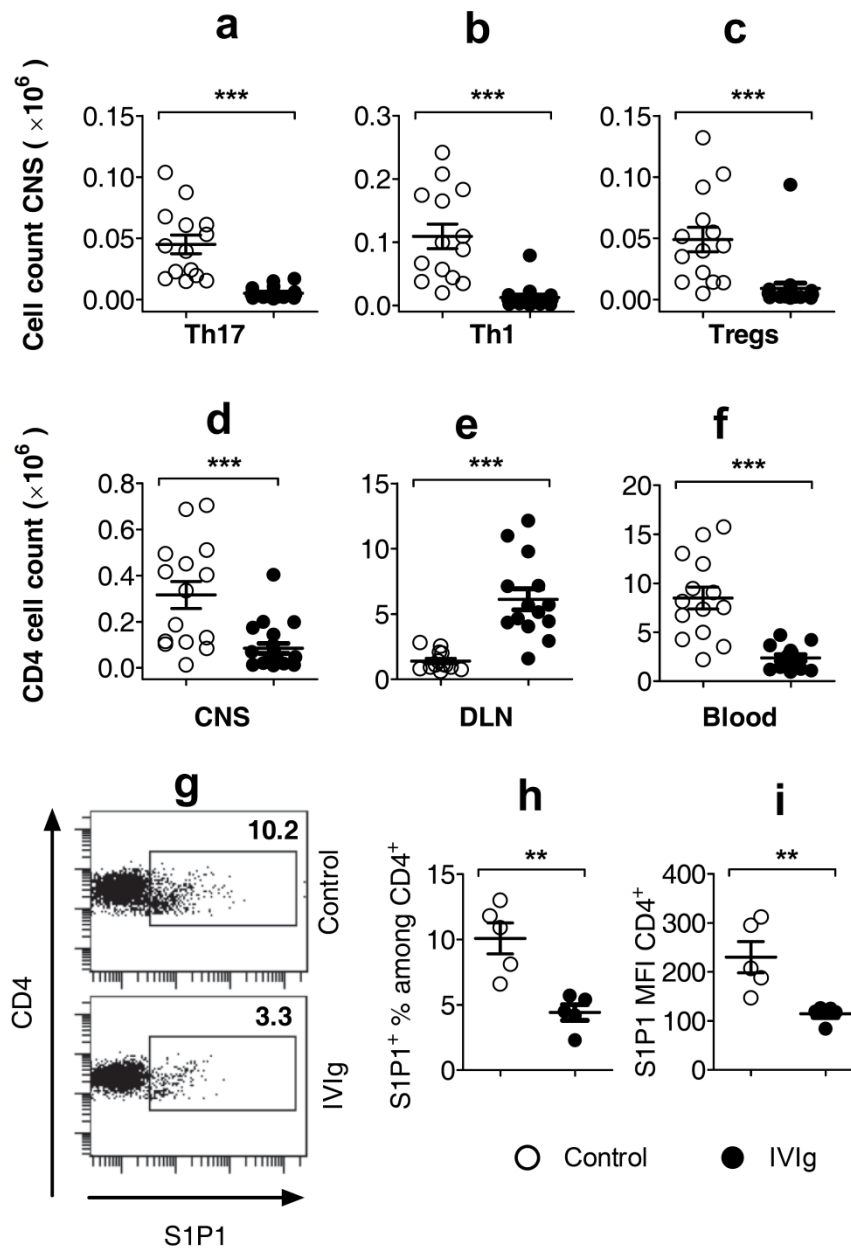 a b c
Cell count CNS (×10⁶)
*** *** ***
0.15 0.3 0.15
0.10 0.2 0.10
0.05 0.1 0.05
0.00 0.0 0.00
Th17 Th1 Tregs
d e f
CD4 cell count (×10⁶)
*** *** ***
0.8 15 20
0.6 10 15
0.4 5 10
0.2 0 5
0.0 0
CNS DLN Blood
g
10.2
Control
3.3
IVIg
CD4
S1P1
h i
** **
S1P1⁺ % among CD4⁺
15
10
5
0
S1P1 MFI CD4⁺
400
300
200
100
0
Control IVIg